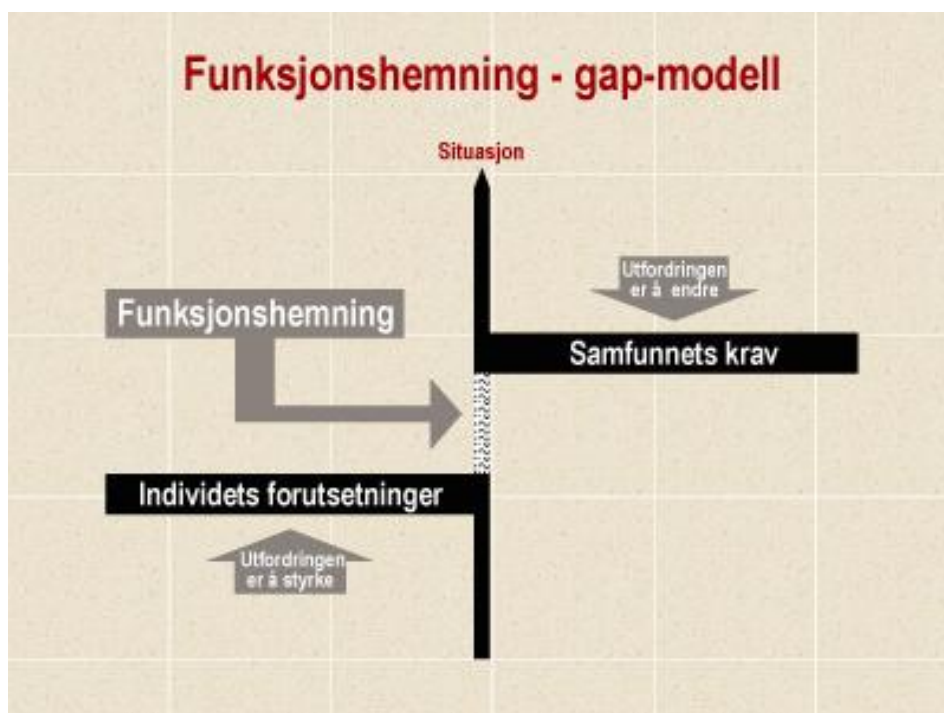 Funksjonshemning - gap-modell
Situasjon
Utfordringen
er å endre
Funksjonshemning
Samfunnets krav
Individets forutsetninger
Utfordringen
er å styrke